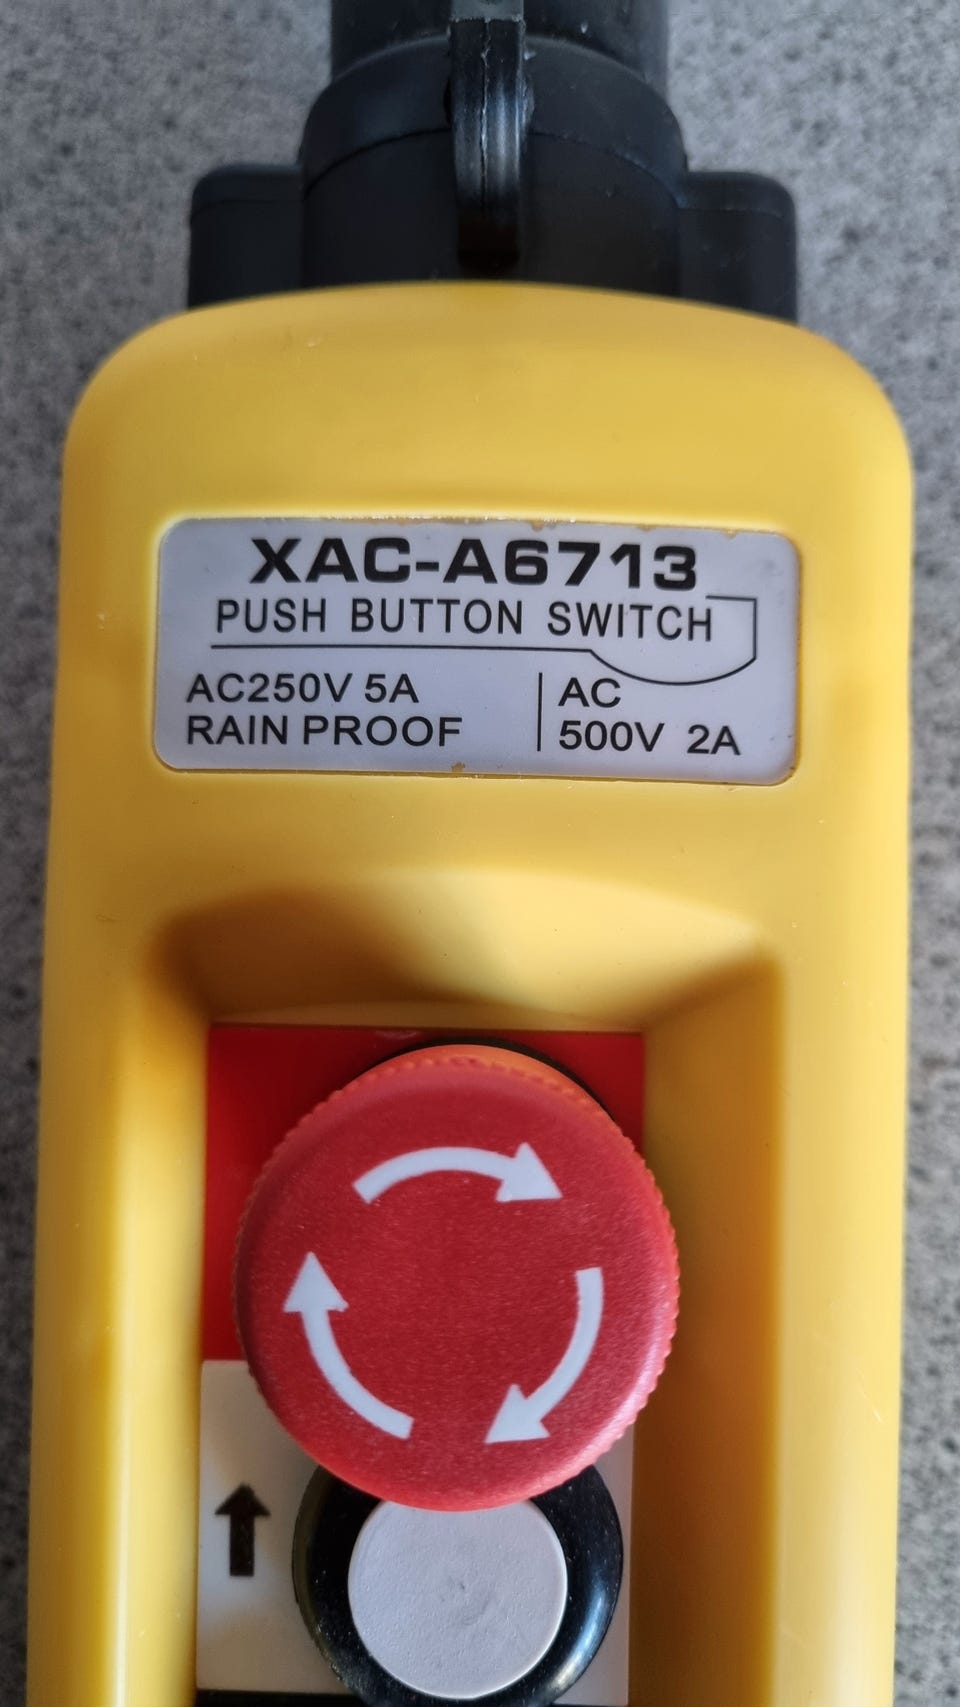 XAC-A6713
PUSH BUTTON SWITCH
AC250V 5A
RAIN PROOF
AC
500V 2A